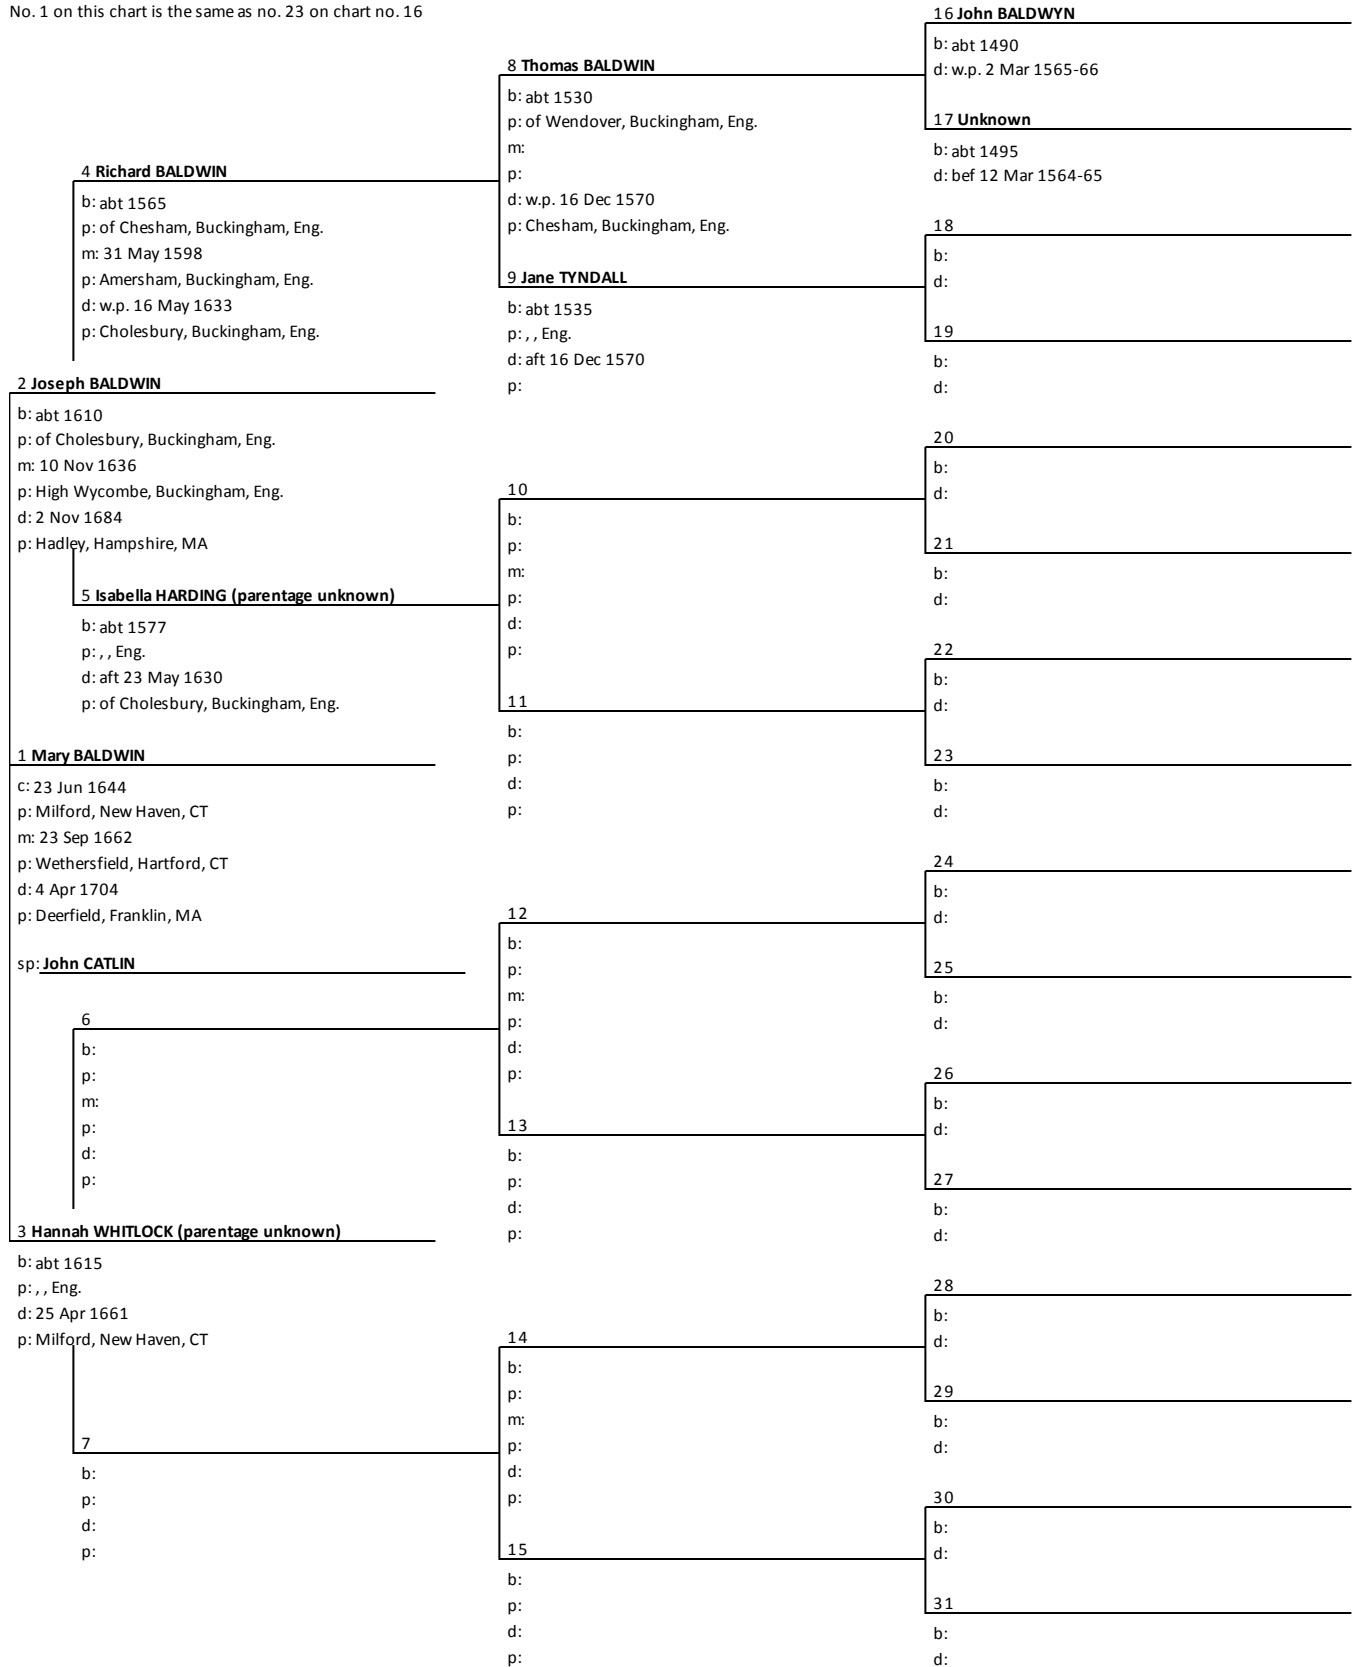 No. 1 on this chart is the same as no. 23 on chart no. 16
16 John BALDWYN
b: abt 1490
d: w.p. 2 Mar 1565-66
8 Thomas BALDWIN
b: abt 1530
p: of Wendover, Buckingham, Eng.
m:
p:
d: w.p. 16 Dec 1570
p: Chesham, Buckingham, Eng.
17 Unknown
b: abt 1495
d: bef 12 Mar 1564-65
4 Richard BALDWIN
b: abt 1565
p: of Chesham, Buckingham, Eng.
m: 31 May 1598
p: Amersham, Buckingham, Eng.
d: w.p. 16 May 1633
p: Cholesbury, Buckingham, Eng.
18
b:
d:
9 Jane TYNDALL
b: abt 1535
p: , , Eng.
d: aft 16 Dec 1570
p:
19
b:
d:
2 Joseph BALDWIN
b: abt 1610
p: of Cholesbury, Buckingham, Eng.
m: 10 Nov 1636
p: High Wycombe, Buckingham, Eng.
d: 2 Nov 1684
p: Hadley, Hampshire, MA
20
b:
d:
10
b:
p:
m:
p:
d:
p:
21
b:
d:
5 Isabella HARDING (parentage unknown)
b: abt 1577
p: , , Eng.
d: aft 23 May 1630
p: of Cholesbury, Buckingham, Eng.
22
b:
d:
11
b:
p:
d:
p:
23
b:
d:
1 Mary BALDWIN
c: 23 Jun 1644
p: Milford, New Haven, CT
m: 23 Sep 1662
p: Wethersfield, Hartford, CT
d: 4 Apr 1704
p: Deerfield, Franklin, MA
sp: John CATLIN
24
b:
d:
12
b:
p:
m:
p:
d:
p:
25
b:
d:
6
b:
p:
m:
p:
d:
p:
26
b:
d:
13
b:
p:
d:
p:
27
b:
d:
3 Hannah WHITLOCK (parentage unknown)
b: abt 1615
p: , , Eng.
d: 25 Apr 1661
p: Milford, New Haven, CT
28
b:
d:
14
b:
p:
m:
p:
d:
p:
29
b:
d:
7
b:
p:
d:
p:
30
b:
d:
15
b:
p:
d:
p:
31
b:
d: